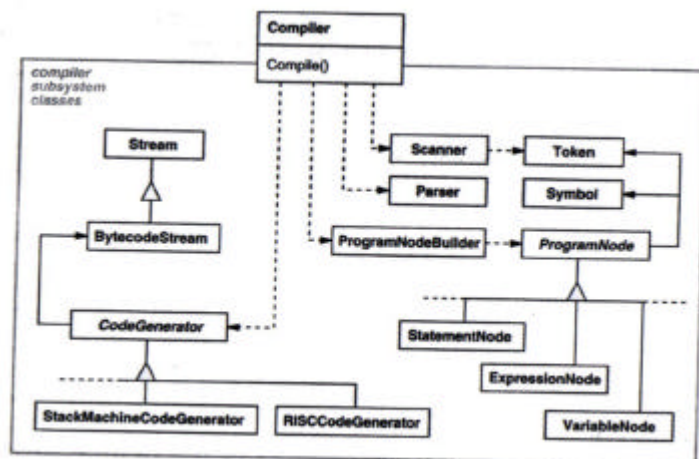 Compiler
Compile()
compiler
subsystem
classes
Stream
Scanner
Token
Parser
Symbol
BytecodeStream
ProgramNodeBuilder
ProgramNode
CodeGenerator
StatementNode
ExpressionNode
StackMachineCodeGenerator
RISCCodeGenerator
VariableNode